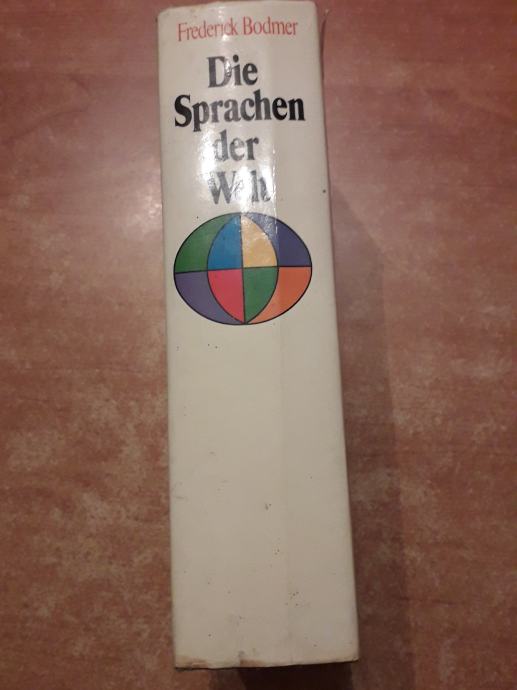 Frederick Bodmer
Die
Sprachen
der
Welt